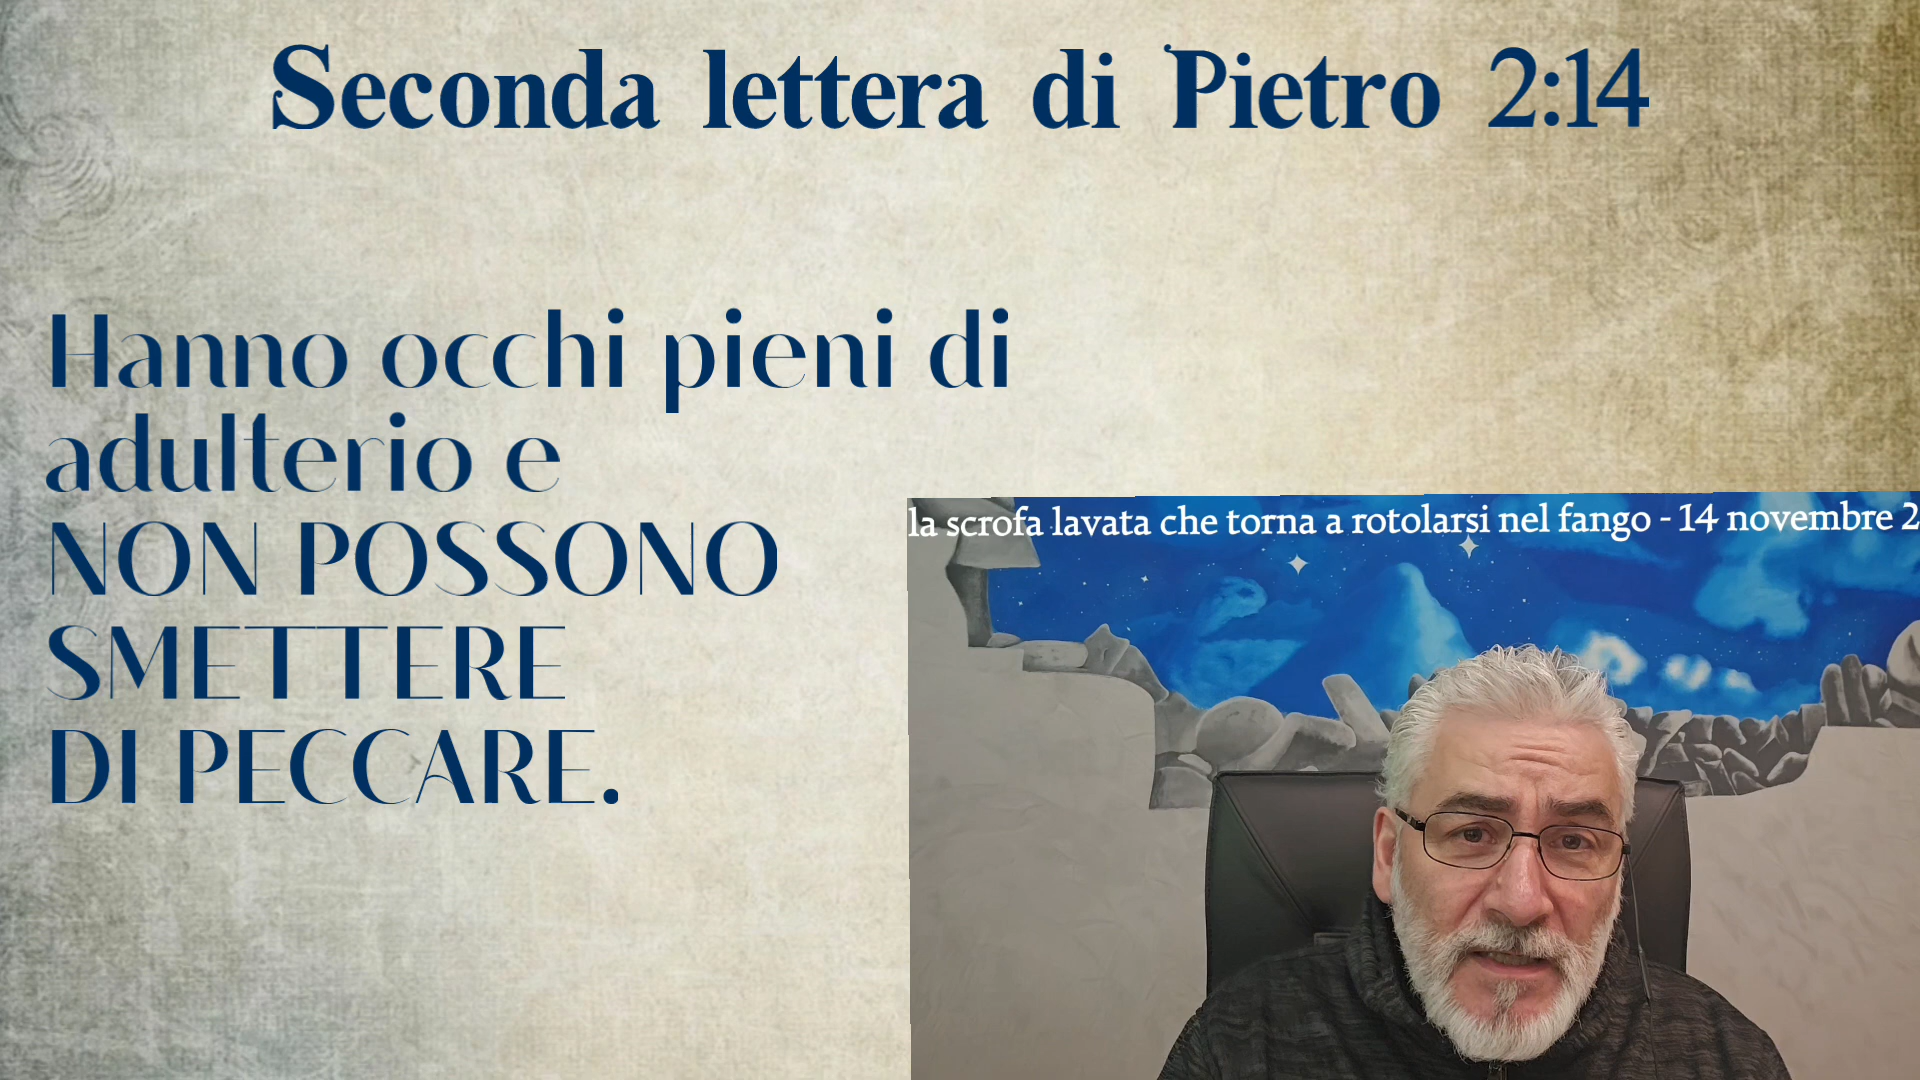 Seconda lettera di Pietro 2:14
Hanno occhi pieni di
adulterio e
NON POSSONO
SMETTERE
DI PECCARE.
la scrofa lavata che torna a rotolarsi nel fango - 14 novembre 2